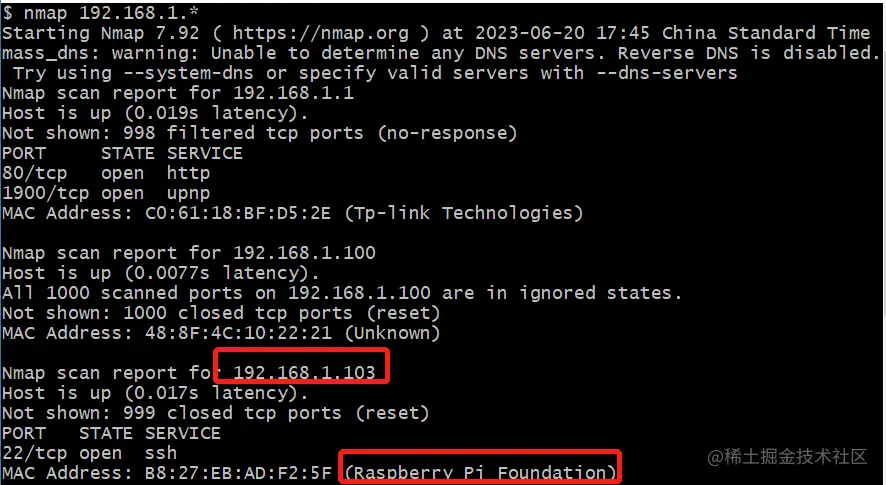 $ nmap 192.168.1.*
Starting Nmap 7.92 ( https://nmap.org ) at 2023-06-20 17:45 China Standard Time
mass_dns: warning: Unable to determine any DNS servers. Reverse DNS is disabled.
 Try using --system-dns or specify valid servers with --dns-servers
Nmap scan report for 192.168.1.1
Host is up (0.019s latency).
Not shown: 998 filtered tcp ports (no-response)
PORT     STATE SERVICE
80/tcp   open  http
1900/tcp open  upnp
MAC Address: C0:61:18:BF:D5:2E (Tp-link Technologies)
Nmap scan report for 192.168.1.100
Host is up (0.0077s latency).
All 1000 scanned ports on 192.168.1.100 are in ignored states.
Not shown: 1000 closed tcp ports (reset)
MAC Address: 48:8F:4C:10:22:21 (Unknown)
Nmap scan report for 192.168.1.103
Host is up (0.017s latency).
Not shown: 999 closed tcp ports (reset)
PORT   STATE SERVICE
22/tcp open  ssh
MAC Address: B8:27:EB:AD:F2:5F (Raspberry Pi Foundation)
@稀土掘金技术社区